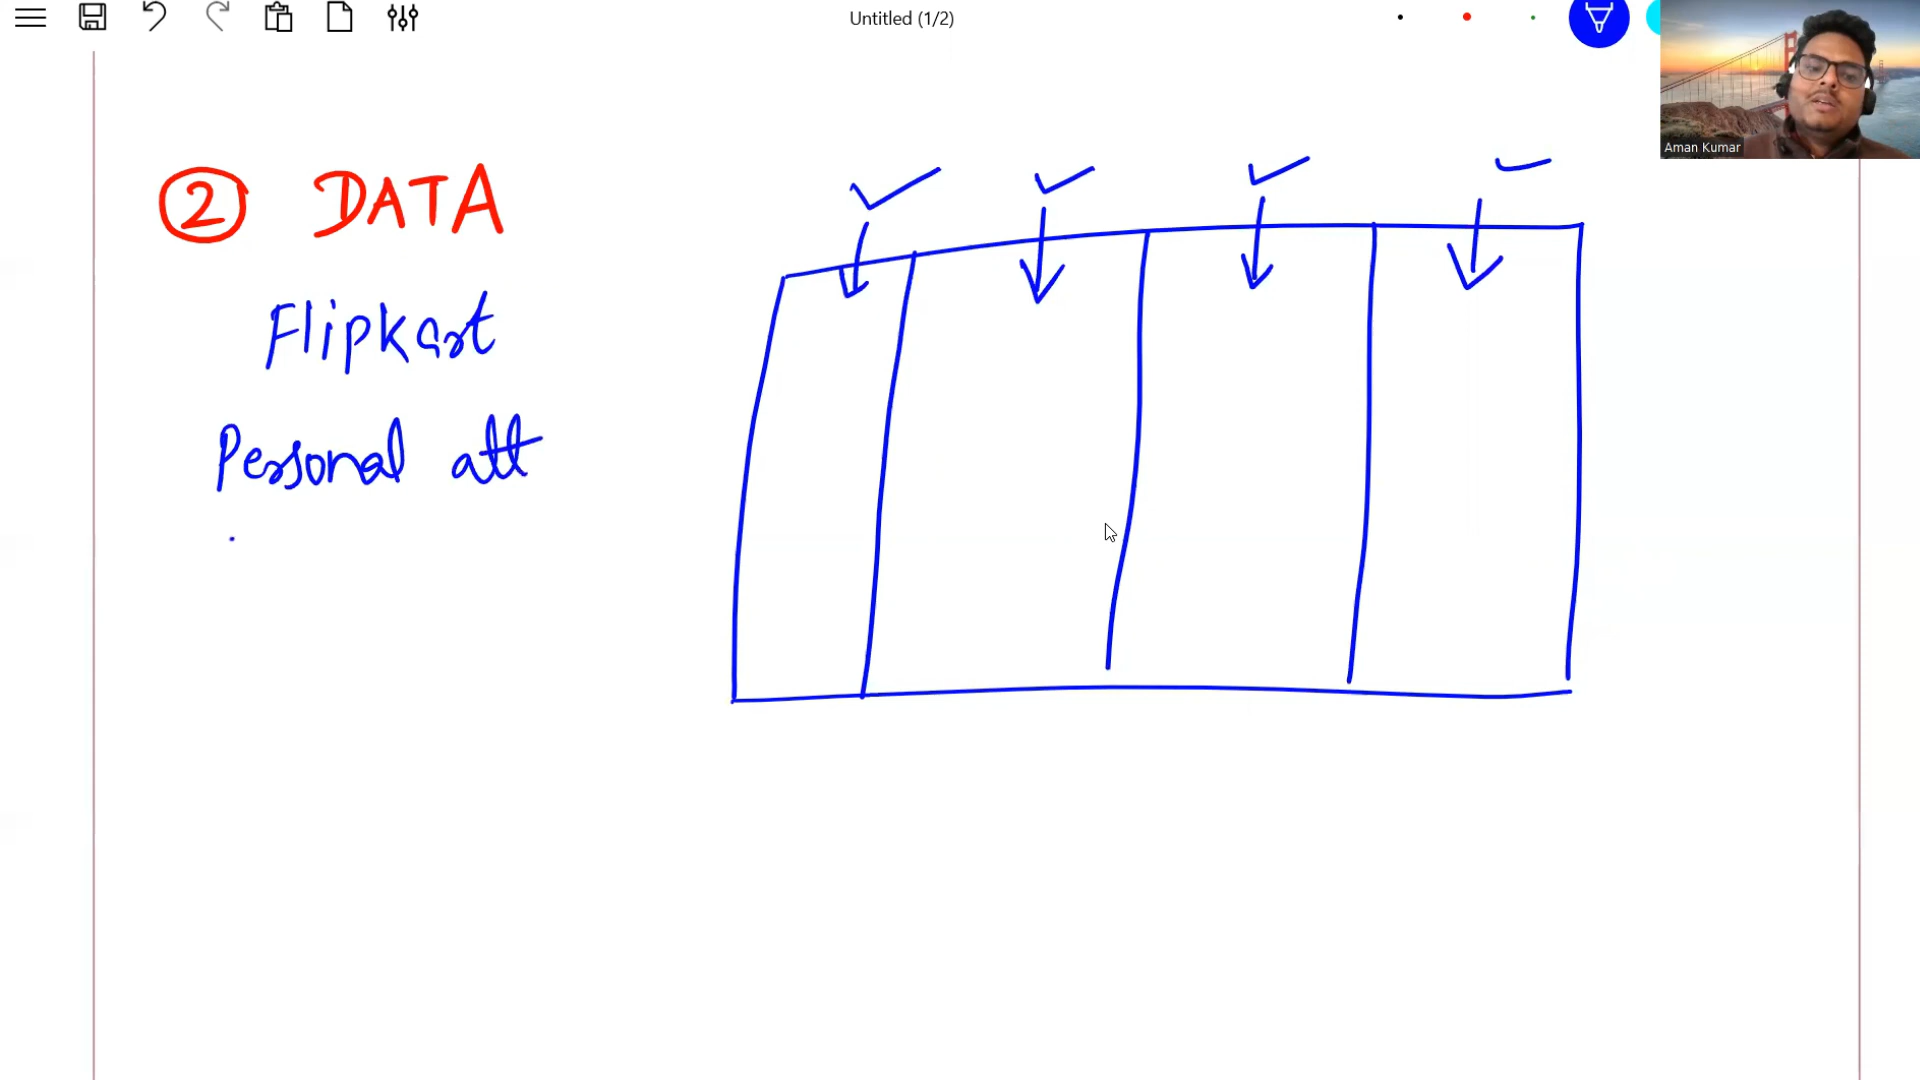 Untitled (1/2)
Aman Kumar
2 DATA
Flipkart
Personal att